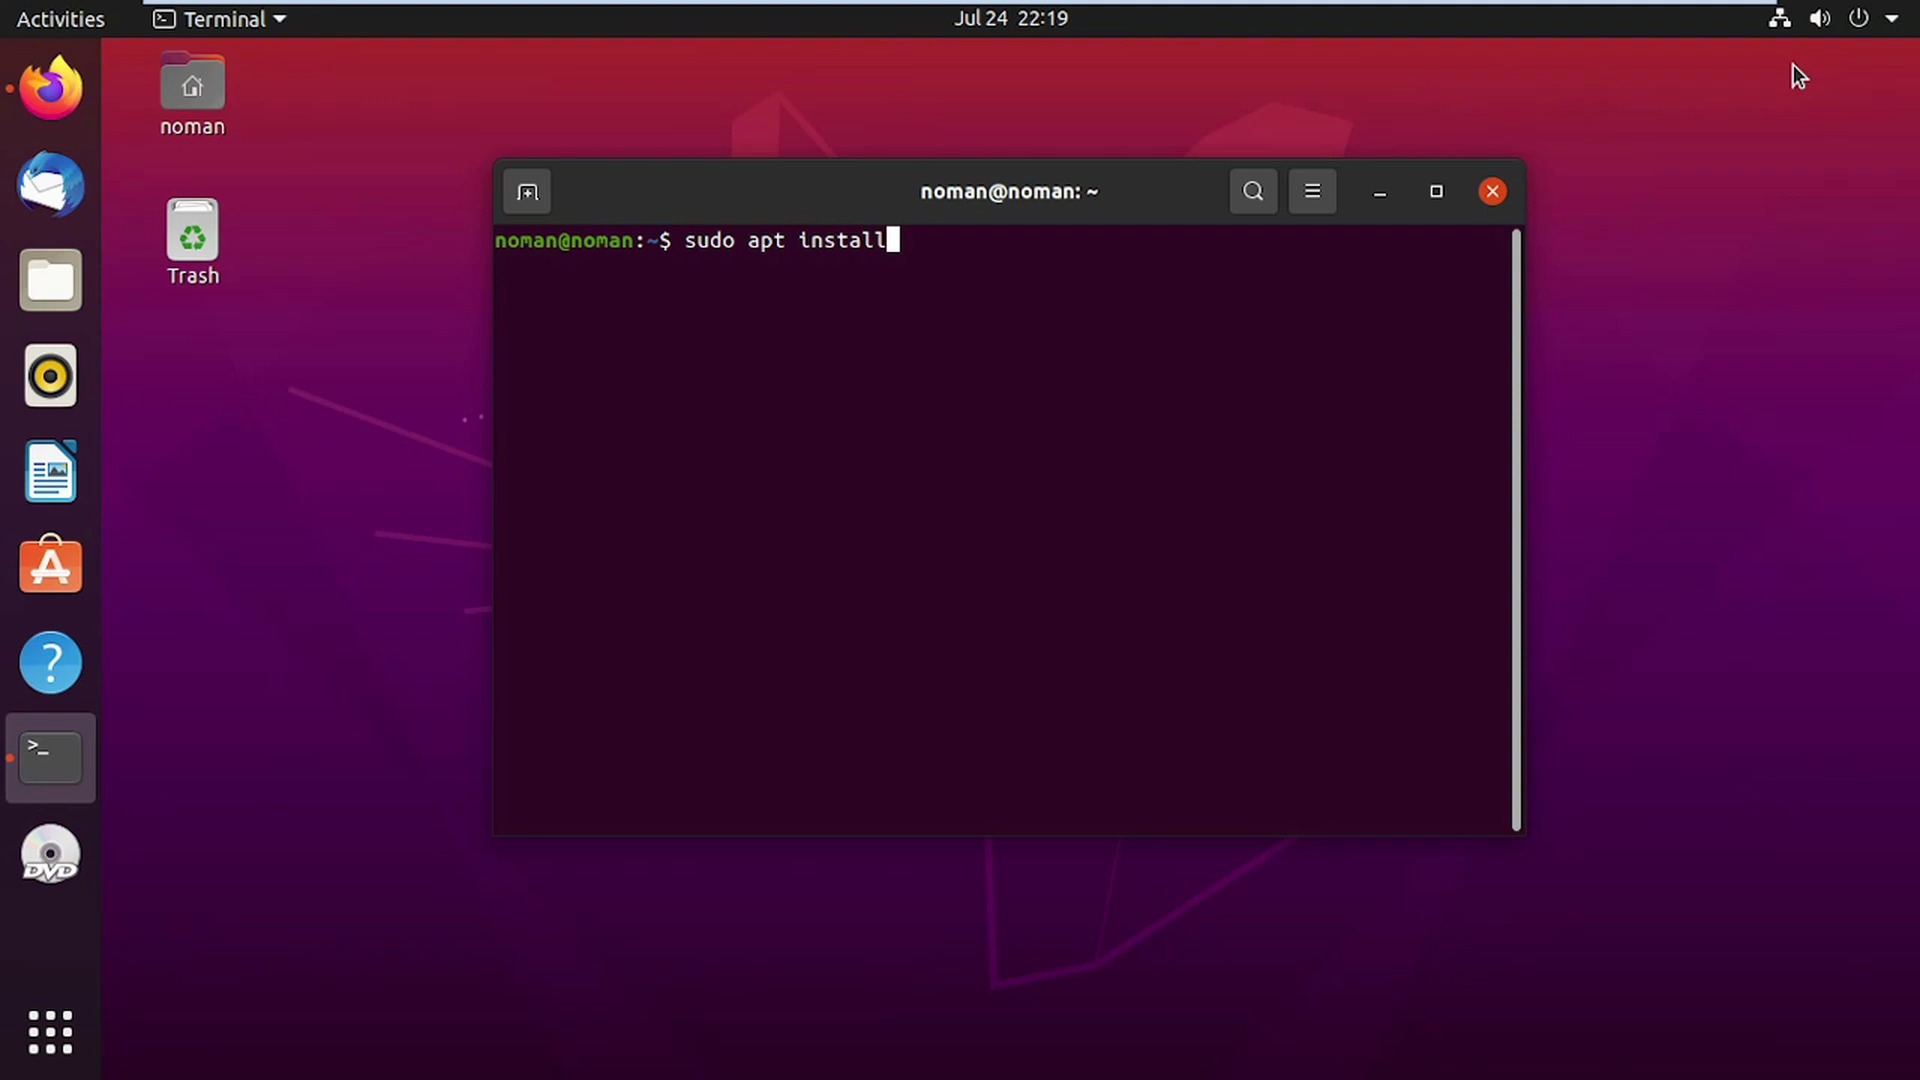 Activities Terminal Jul 24 22:19
noman
Trash
noman@noman: ~
noman@noman:~$ sudo apt install
?
>_
DVD